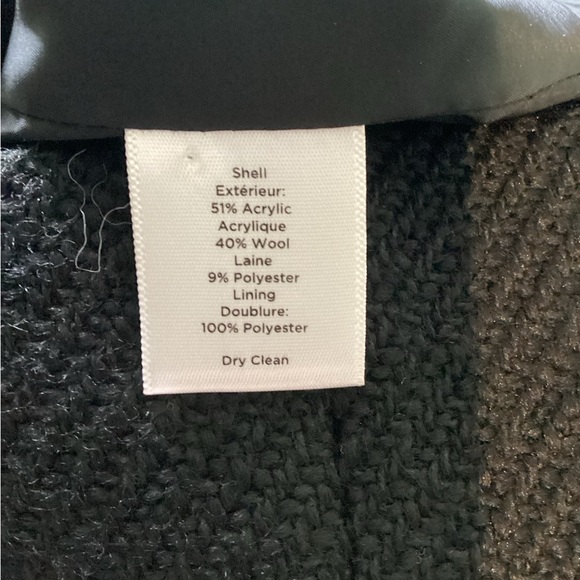 Shell
Extérieur:
51% Acrylic
Acrylique
40% Wool
Laine
9% Polyester
Lining
Doublure:
100% Polyester
Dry Clean